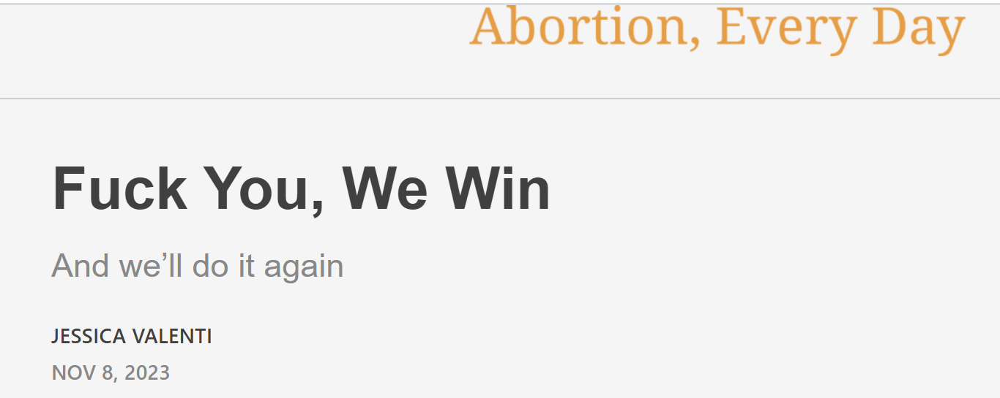 Abortion, Every Day
Fuck You, We Win
And we’ll do it again
JESSICA VALENTI
NOV 8, 2023